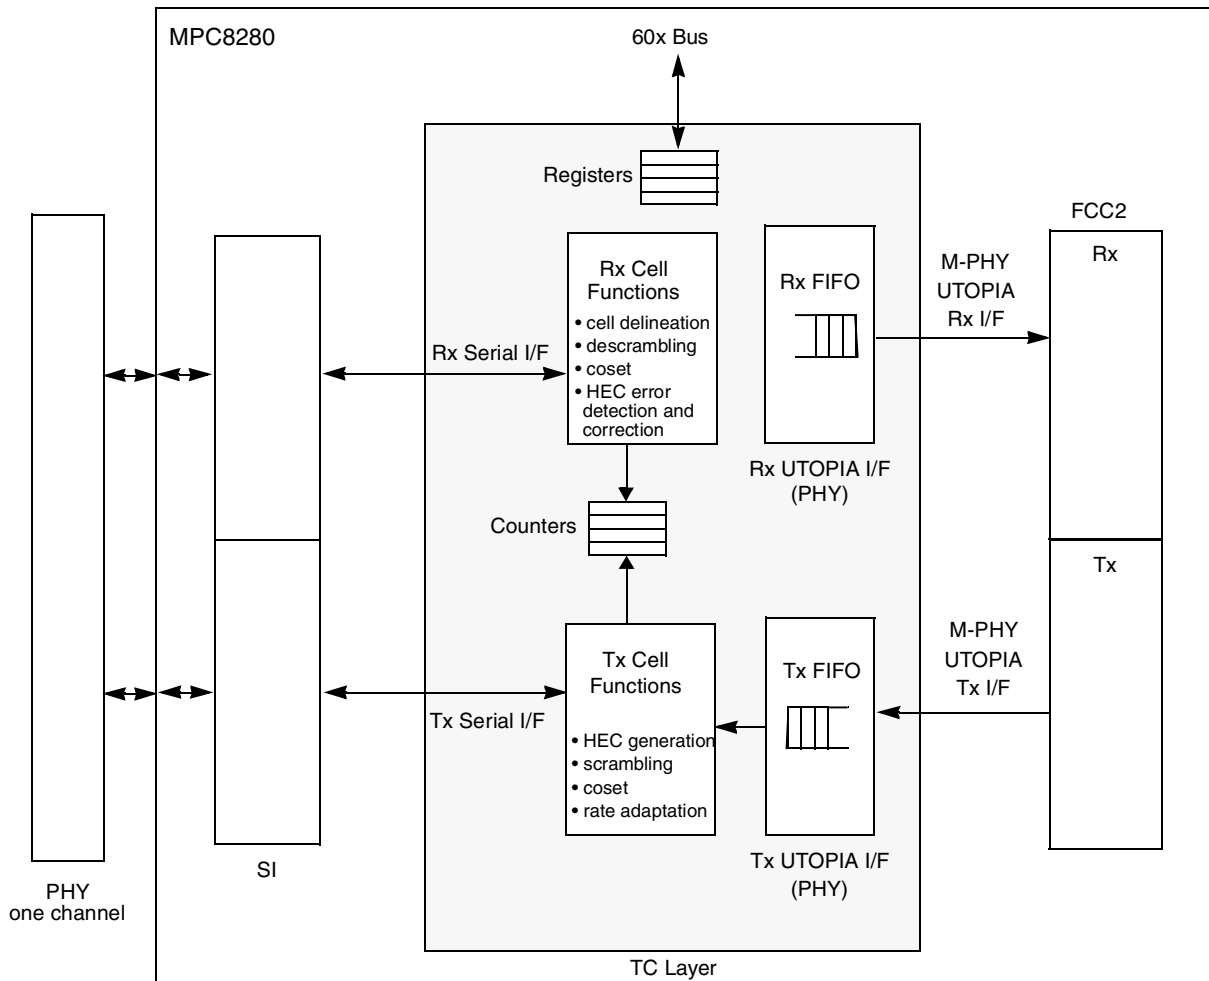 MPC8280
60x Bus
Registers
FCC2
Rx
Rx Cell
Functions
• cell delineation
• descrambling
• coset
• HEC error
detection and
correction
Rx FIFO
M-PHY
UTOPIA
Rx I/F
Rx Serial I/F
Rx UTOPIA I/F
(PHY)
Counters
Tx
Tx Cell
Functions
• HEC generation
• scrambling
• coset
• rate adaptation
Tx FIFO
M-PHY
UTOPIA
Tx I/F
Tx Serial I/F
Tx UTOPIA I/F
(PHY)
SI
PHY
one channel
TC Layer